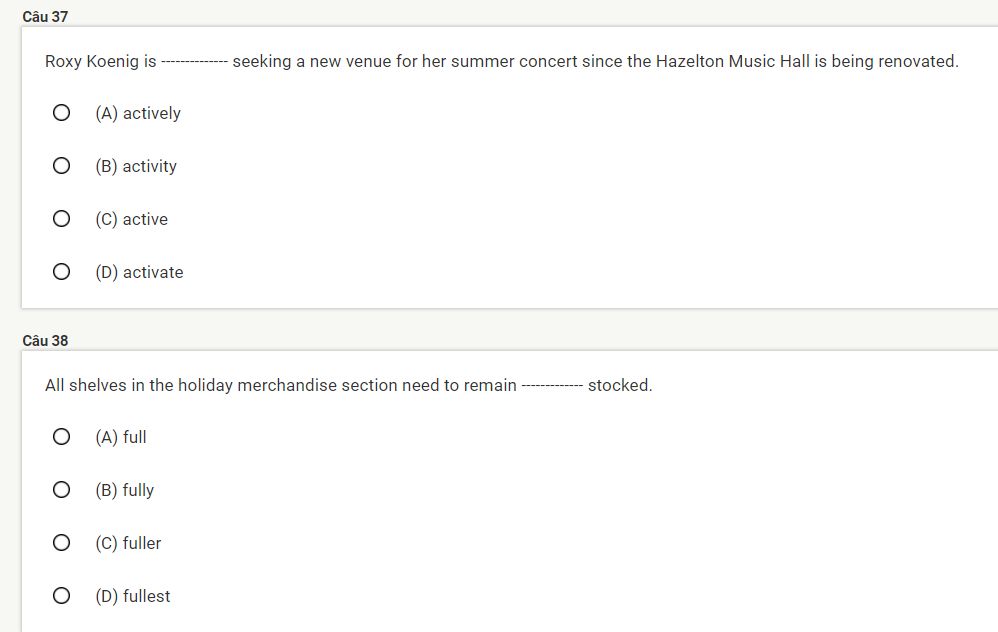 Câu 37
Roxy Koenig is -------------- seeking a new venue for her summer concert since the Hazelton Music Hall is being renovated.
(A) actively
(B) activity
(C) active
(D) activate
Câu 38
All shelves in the holiday merchandise section need to remain ------------- stocked.
(A) full
(B) fully
(C) fuller
(D) fullest